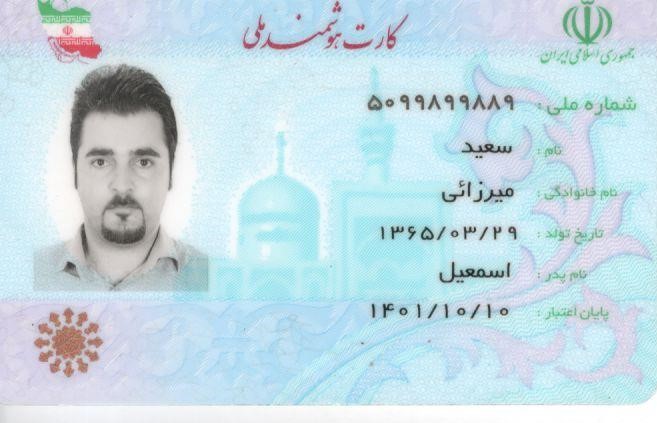 کارت هوشمند ملی
جمهوری اسلامی ایران
شماره ملی: ۵۰۹۹۸۹۹۸۸۹
نام: سعید
نام خانوادگی: میرزائی
تاریخ تولد: ۱۳۶۵/۰۳/۲۹
نام پدر: اسمعیل
پایان اعتبار: ۱۴۰۱/۱۰/۱۰